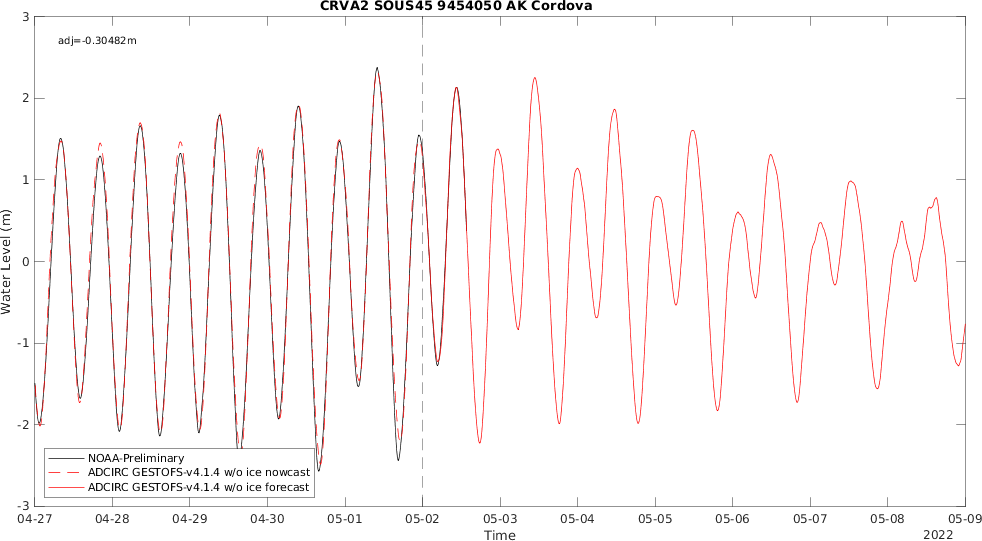 CRVA2 SOUS45 9454050 AK Cordova
adj=-0.30482m
Water Level (m)
3
2
1
0
-1
-2
-3
NOAA-Preliminary
ADCIRC GESTOFS-v4.1.4 w/o ice nowcast
ADCIRC GESTOFS-v4.1.4 w/o ice forecast
04-27 04-28 04-29 04-30 05-01 05-02 05-03 05-04 05-05 05-06 05-07 05-08 05-09
Time
2022